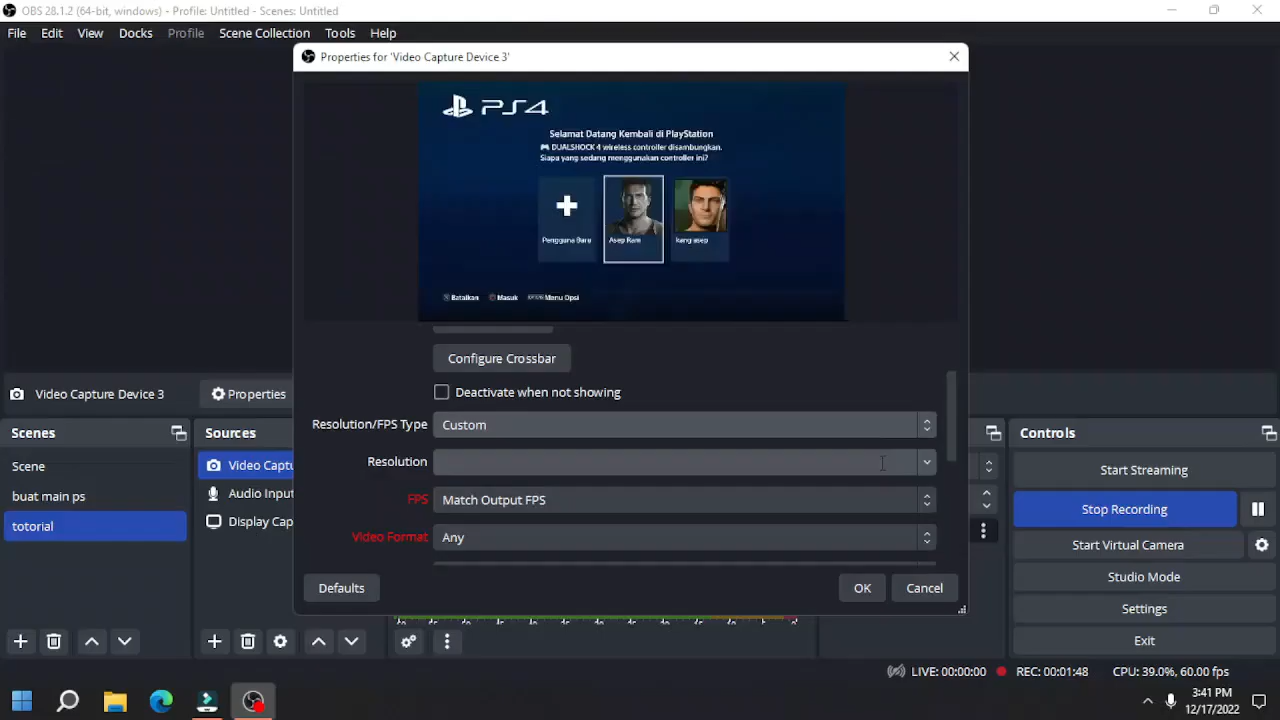 OBS 28.1.2 (64-bit, windows) - Profile: Untitled - Scenes: Untitled
File Edit View Docks Profile Scene Collection Tools Help
Properties for 'Video Capture Device 3'
PS4
Selamat Datang Kembali di PlayStation
DUALSHOCK 4 wireless controller disambungkan.
Siapa yang sedang menggunakan controller ini?
Pengguna Baru Asep Ram kang asep
Batalkan Masuk Menu Opsi
Configure Crossbar
Deactivate when not showing
Resolution/FPS Type Custom
Resolution
FPS Match Output FPS
Video Format Any
Defaults OK Cancel
Video Capture Device 3 Properties
Scenes Sources Controls
Scene
buat main ps
totorial
Video Captu
Audio Input
Display Cap
Start Streaming
Stop Recording
Start Virtual Camera
Studio Mode
Settings
Exit
LIVE: 00:00:00 REC: 00:01:48 CPU: 39.0%, 60.00 fps
3:41 PM
12/17/2022